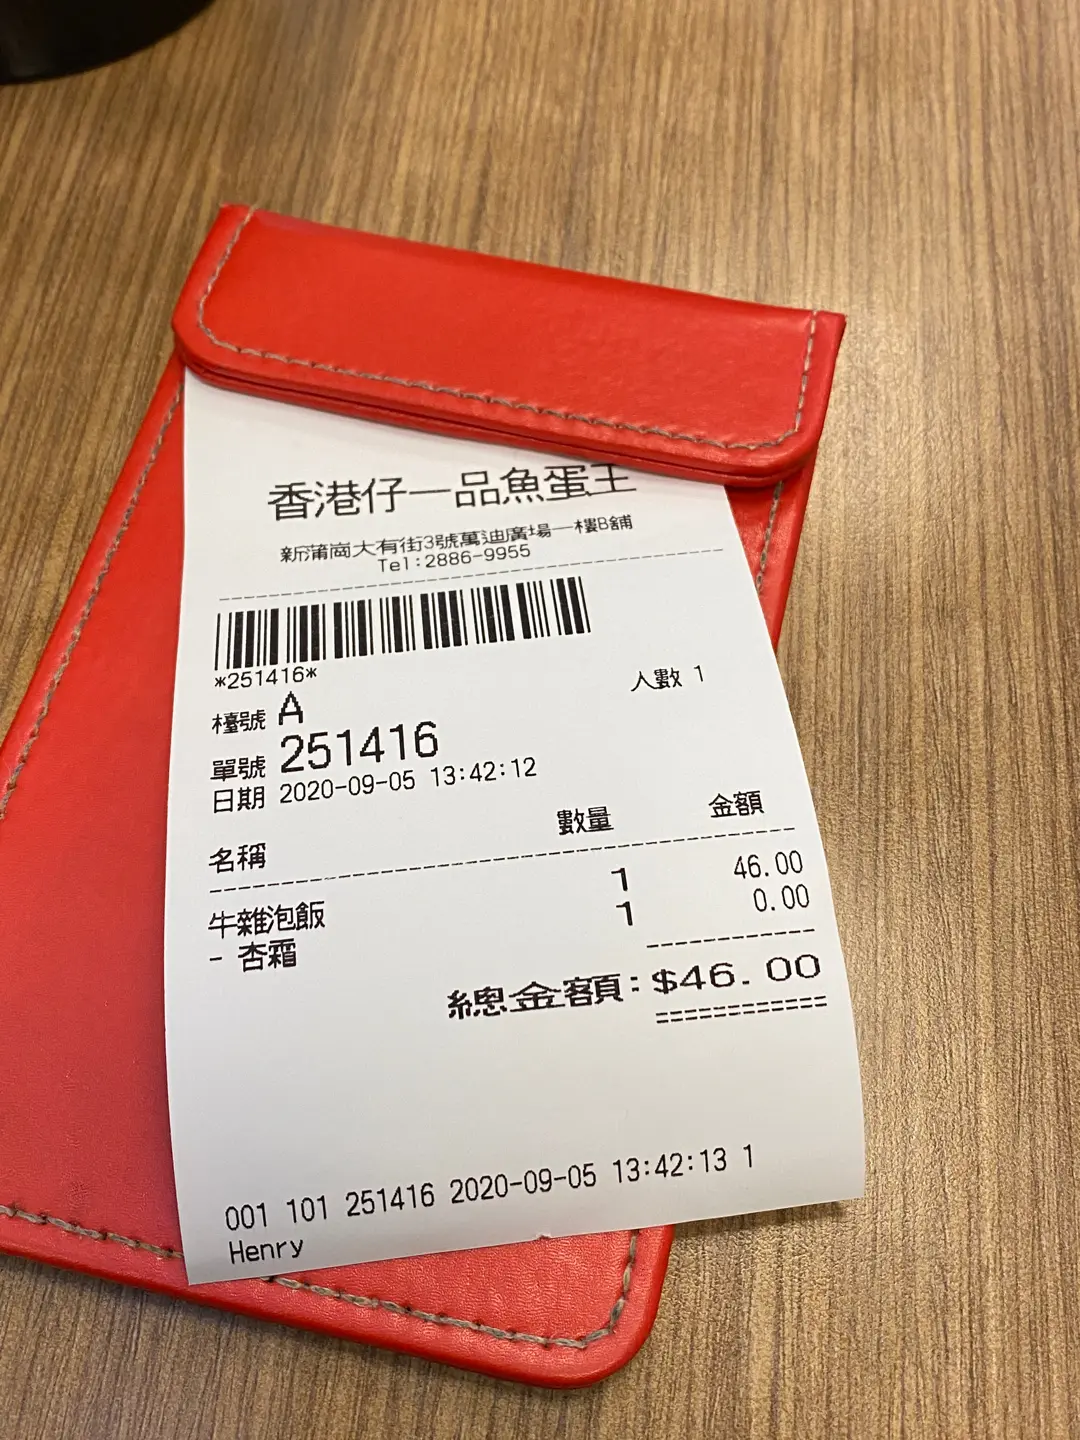 香港仔一品魚蛋王
新蒲崗大有街3號萬迪廣場一樓B舖
Tel:2886-9955
*251416*
人數 1
檯號 A
單號 251416
日期 2020-09-05 13:42:12
名稱 數量 金額
牛雜泡飯 1 46.00
- 杏霜 1 0.00
總金額:$46.00
============
001 101 251416 2020-09-05 13:42:13 1
Henry